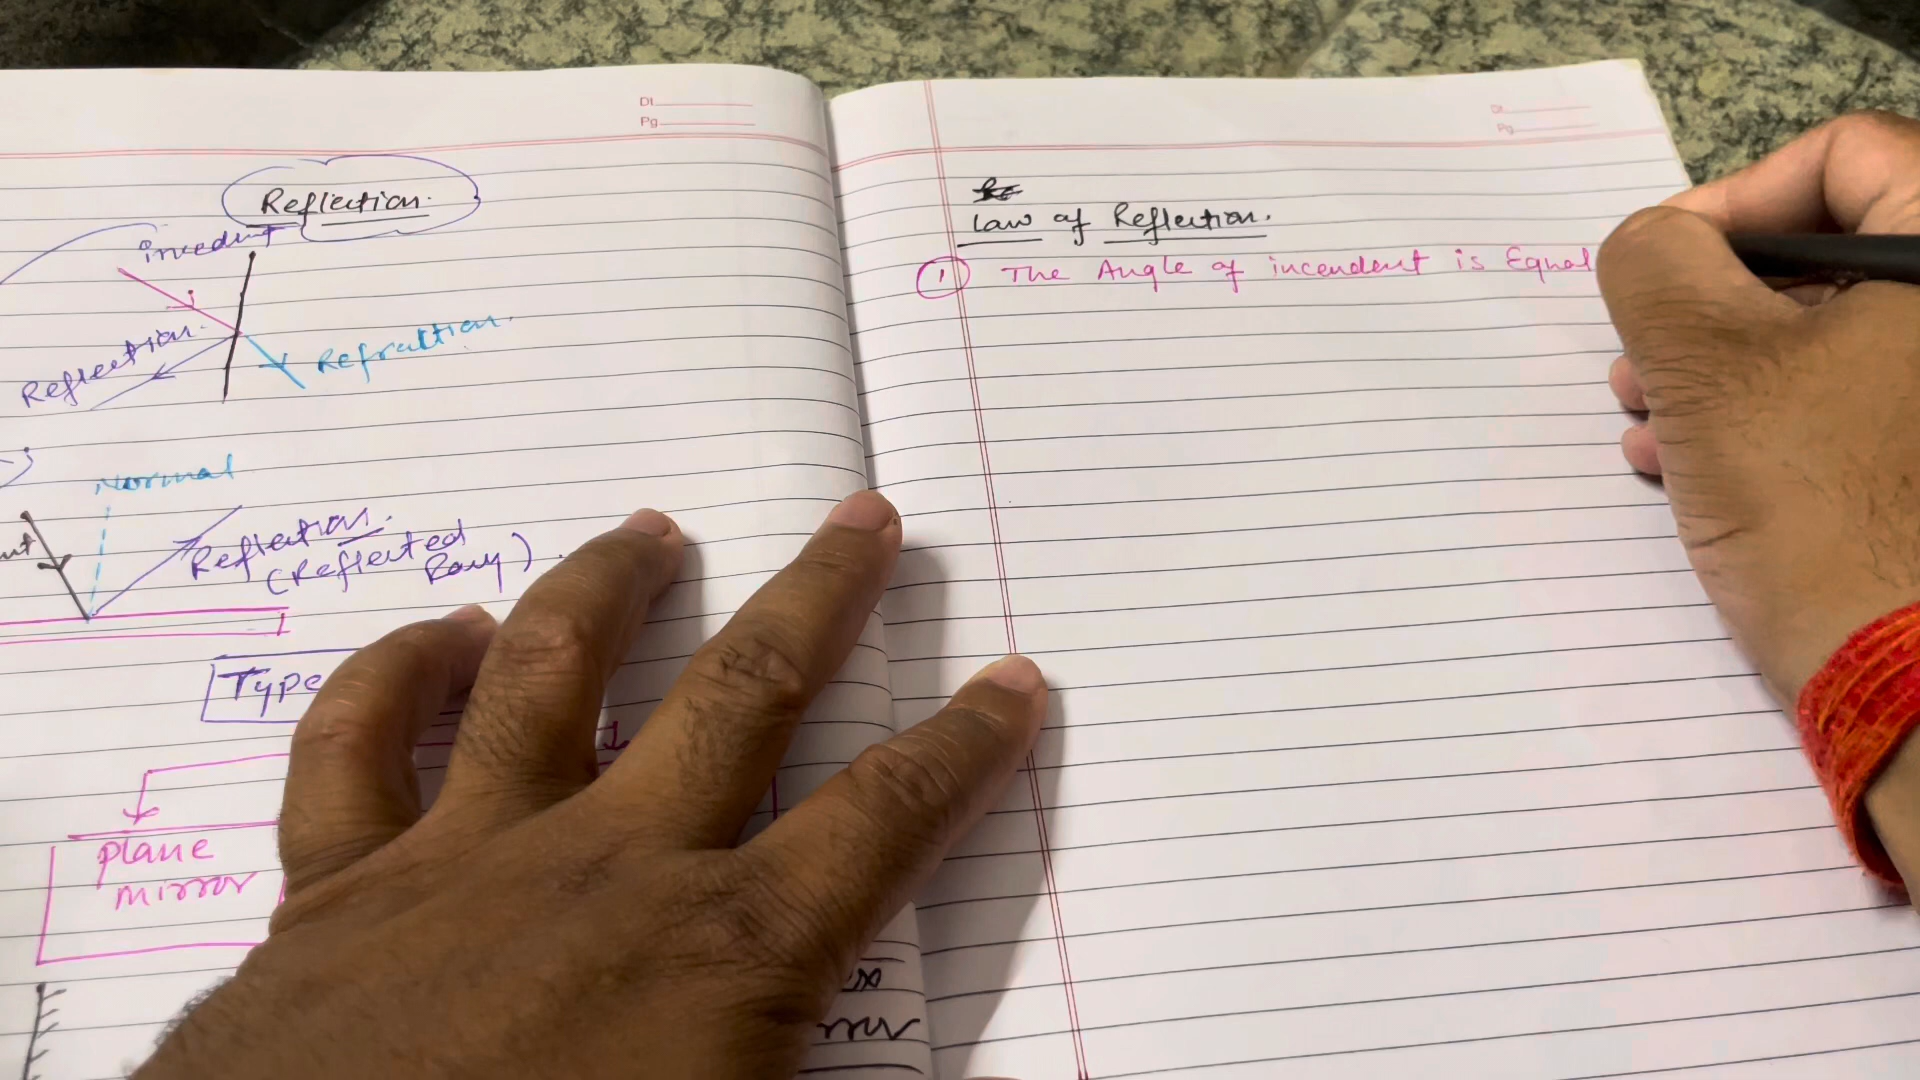 Dt.
Pg.
Reflection.
incedent
Reflection.
Refrattion.
Normal
Reflection.
(Reflected
Ray)
Type
plane
mirror
Dt.
Pg.
Law of Reflection.
① The Angle of incendent is Equal